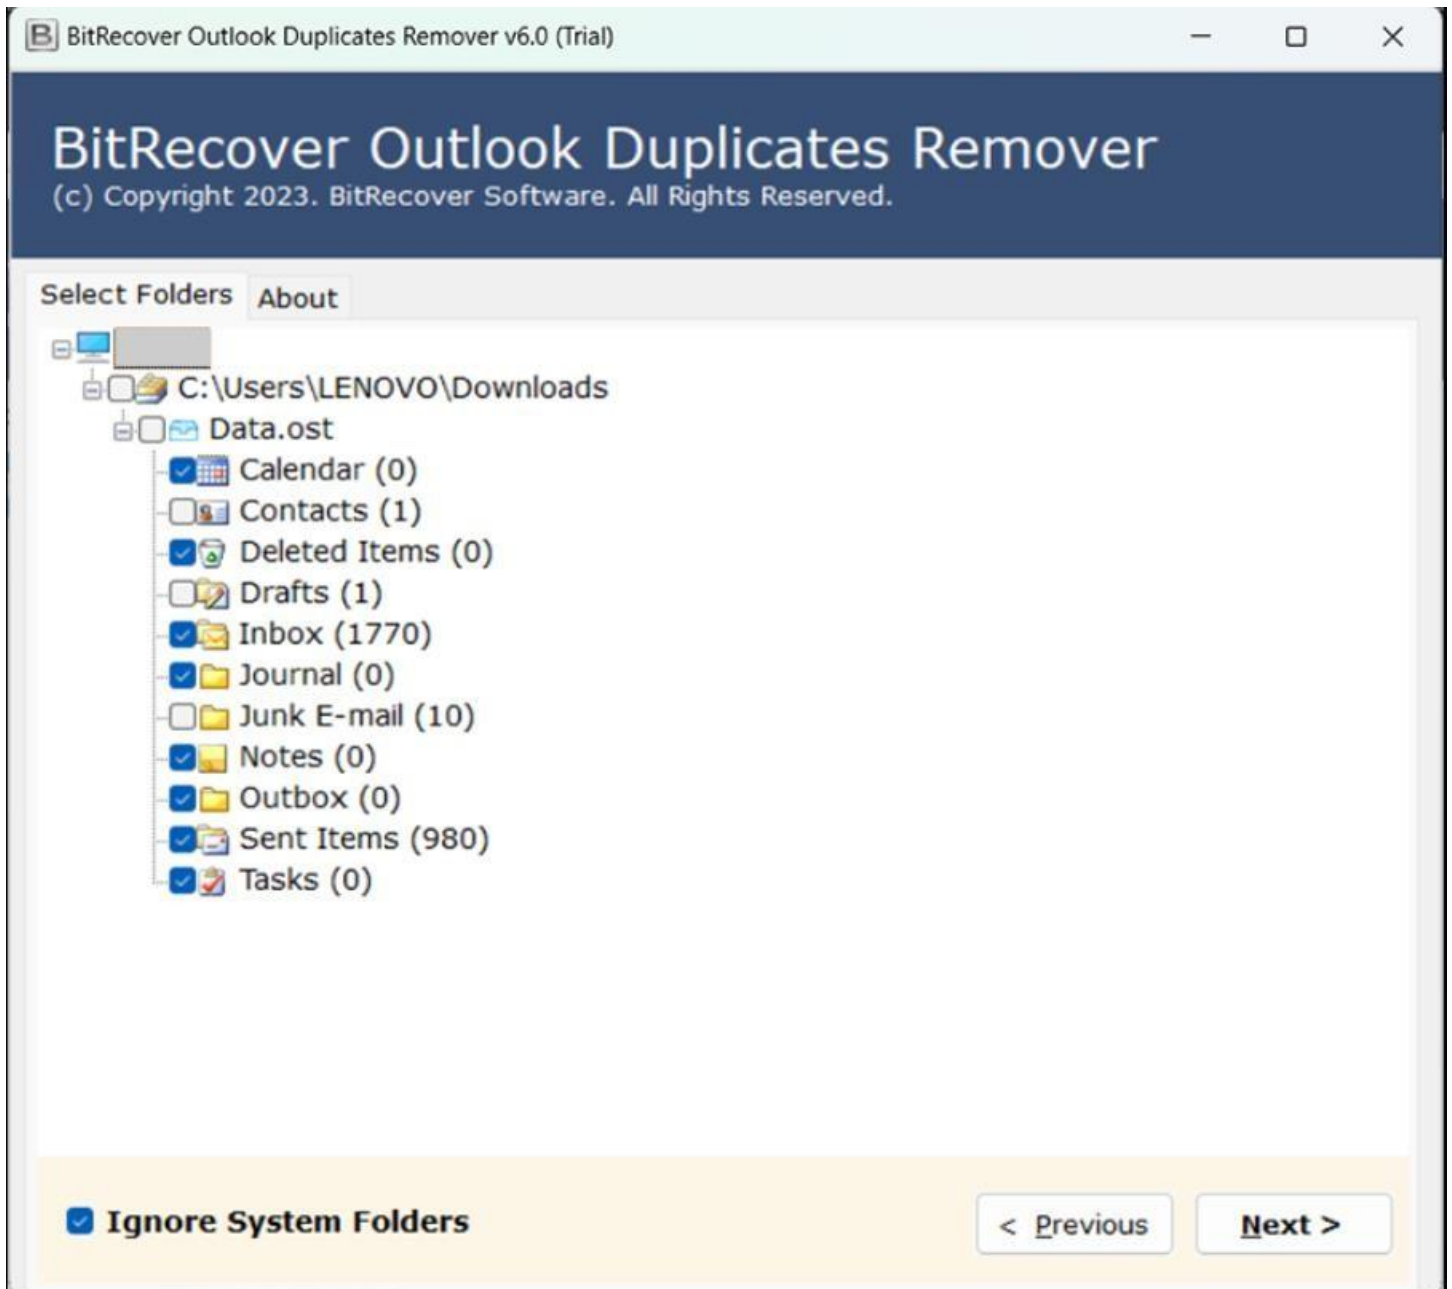 BitRecover Outlook Duplicates Remover v6.0 (Trial)
BitRecover Outlook Duplicates Remover
(c) Copyright 2023. BitRecover Software. All Rights Reserved.
Select Folders About
C:\Users\LENOVO\Downloads
Data.ost
Calendar (0)
Contacts (1)
Deleted Items (0)
Drafts (1)
Inbox (1770)
Journal (0)
Junk E-mail (10)
Notes (0)
Outbox (0)
Sent Items (980)
Tasks (0)
Ignore System Folders < Previous Next >